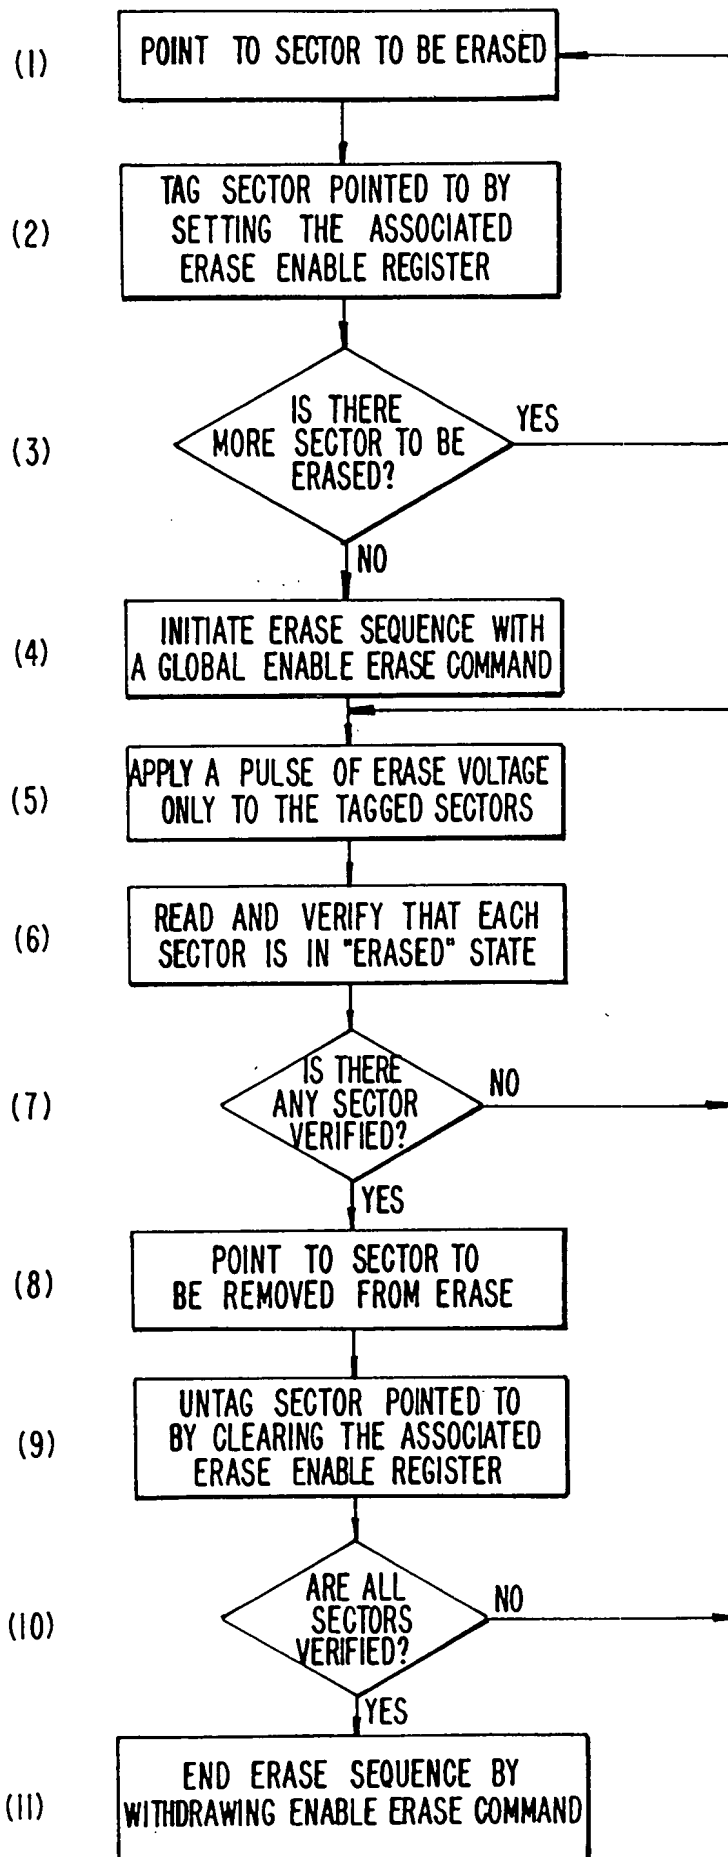 (1)
POINT TO SECTOR TO BE ERASED
(2)
TAG SECTOR POINTED TO BY
SETTING THE ASSOCIATED
ERASE ENABLE REGISTER
(3)
IS THERE
MORE SECTOR TO BE
ERASED?
YES
NO
(4)
INITIATE ERASE SEQUENCE WITH
A GLOBAL ENABLE ERASE COMMAND
(5)
APPLY A PULSE OF ERASE VOLTAGE
ONLY TO THE TAGGED SECTORS
(6)
READ AND VERIFY THAT EACH
SECTOR IS IN "ERASED" STATE
(7)
IS THERE
ANY SECTOR
VERIFIED?
NO
YES
(8)
POINT TO SECTOR TO
BE REMOVED FROM ERASE
(9)
UNTAG SECTOR POINTED TO
BY CLEARING THE ASSOCIATED
ERASE ENABLE REGISTER
(10)
ARE ALL
SECTORS
VERIFIED?
NO
YES
(11)
END ERASE SEQUENCE BY
WITHDRAWING ENABLE ERASE COMMAND